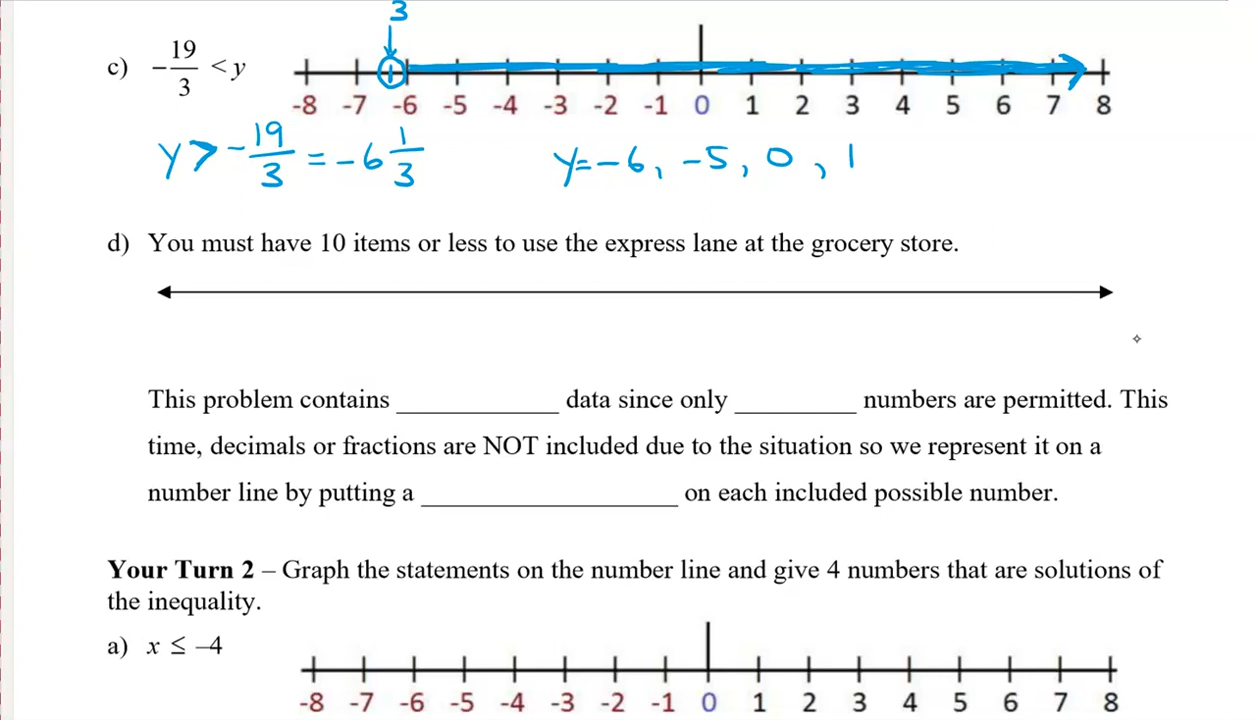 3
c) -19/3 < y
-8 -7 -6 -5 -4 -3 -2 -1 0 1 2 3 4 5 6 7 8
y > -19/3 = -6 1/3 y = -6, -5, 0, 1
d) You must have 10 items or less to use the express lane at the grocery store.
This problem contains ____________ data since only _________ numbers are permitted. This
time, decimals or fractions are NOT included due to the situation so we represent it on a
number line by putting a ___________________ on each included possible number.
Your Turn 2 – Graph the statements on the number line and give 4 numbers that are solutions of
the inequality.
a) x ≤ –4
-8 -7 -6 -5 -4 -3 -2 -1 0 1 2 3 4 5 6 7 8